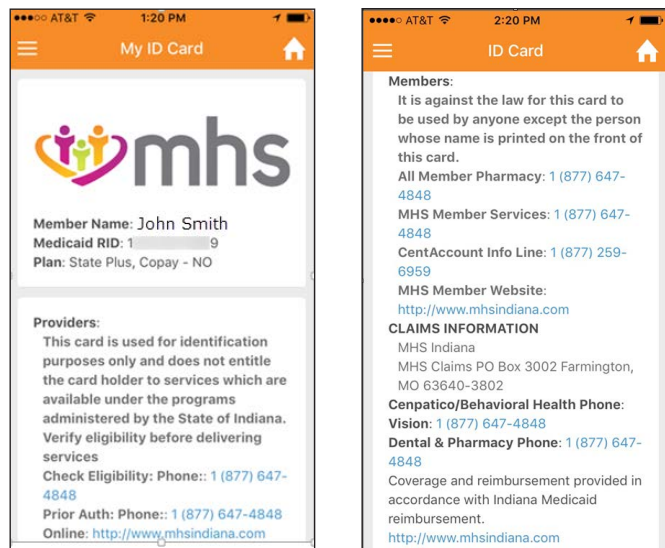 ●●●○○ AT&T 1:20 PM
My ID Card
mhs
Member Name: John Smith
Medicaid RID: 1 9
Plan: State Plus, Copay - NO
Providers:
This card is used for identification
purposes only and does not entitle
the card holder to services which are
available under the programs
administered by the State of Indiana.
Verify eligibility before delivering
services
Check Eligibility: Phone:: 1 (877) 647-
4848
Prior Auth: Phone:: 1 (877) 647-4848
Online: http://www.mhsindiana.com
●●●●○ AT&T 2:20 PM
ID Card
Members:
It is against the law for this card to
be used by anyone except the person
whose name is printed on the front of
this card.
All Member Pharmacy: 1 (877) 647-
4848
MHS Member Services: 1 (877) 647-
4848
CentAccount Info Line: 1 (877) 259-
6959
MHS Member Website:
http://www.mhsindiana.com
CLAIMS INFORMATION
MHS Indiana
MHS Claims PO Box 3002 Farmington,
MO 63640-3802
Cenpatico/Behavioral Health Phone:
Vision: 1 (877) 647-4848
Dental & Pharmacy Phone: 1 (877) 647-
4848
Coverage and reimbursement provided in
accordance with Indiana Medicaid
reimbursement.
http://www.mhsindiana.com